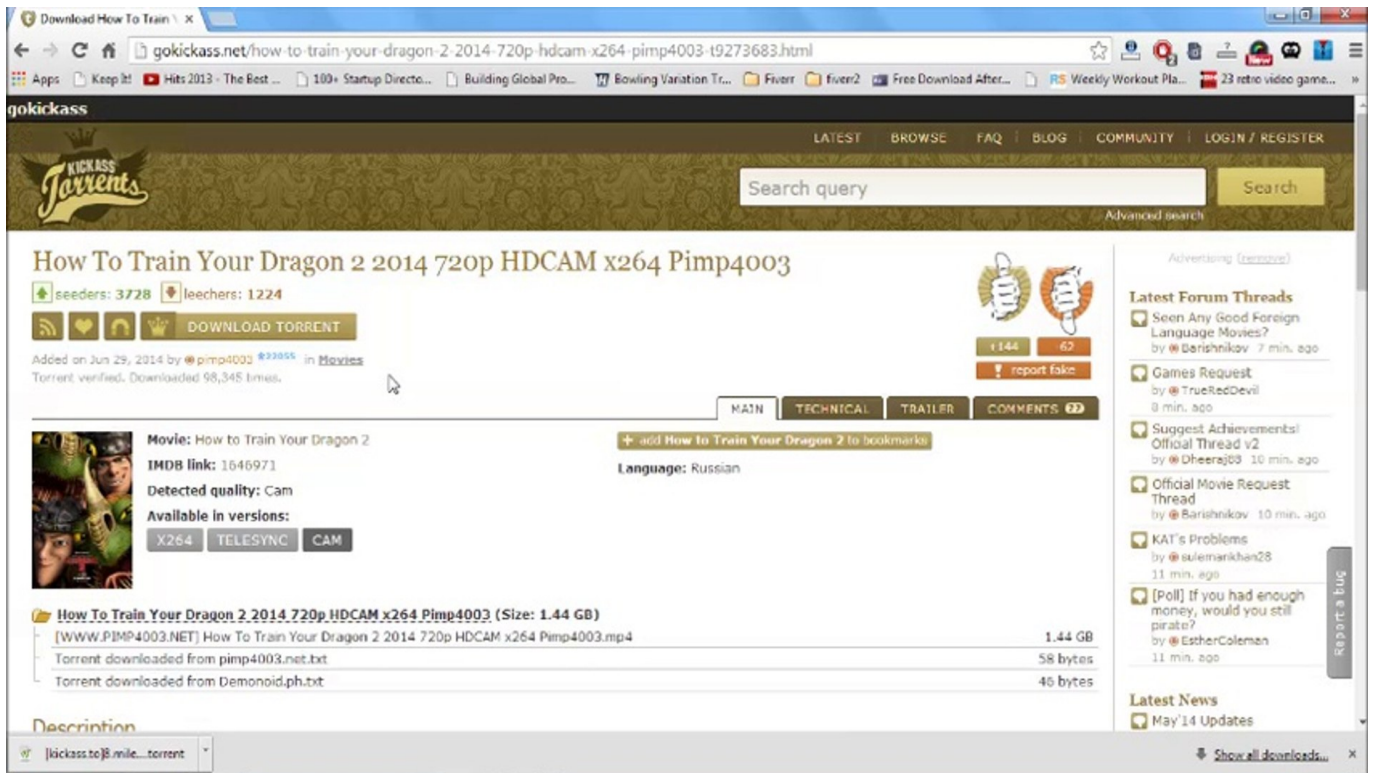 Download How To Train
gokickass.net/how-to-train-your-dragon-2-2014-720p-hdcam-x264-pimp4003-t9273683.html
Apps Keep It! Hits 2013 - The Best ... 100+ Startup Directo... Building Global Pro... Bowling Variation Tr... Fiverr fiverr2 Free Download After... RS Weekly Workout Pla... 23 retro video game... »
gokickass
LATEST BROWSE FAQ BLOG COMMUNITY LOGIN / REGISTER
KICKASS
Torrents
Search query Search
Advanced search
How To Train Your Dragon 2 2014 720p HDCAM x264 Pimp4003
seeders: 3728 leechers: 1224
DOWNLOAD TORRENT
Added on Jun 29, 2014 by pimp4003 in Movies
Torrent verified. Downloaded 98,345 times.
+144 -62
! report fake
MAIN TECHNICAL TRAILER COMMENTS 22
Movie: How to Train Your Dragon 2
+ add How to Train Your Dragon 2 to bookmarks
IMDB link: 1646971
Language: Russian
Detected quality: Cam
Available in versions:
X264 TELESYNC CAM
How To Train Your Dragon 2 2014 720p HDCAM x264 Pimp4003 (Size: 1.44 GB)
[WWW.PIMP4003.NET] How To Train Your Dragon 2 2014 720p HDCAM x264 Pimp4003.mp4 1.44 GB
Torrent downloaded from pimp4003.net.txt 58 bytes
Torrent downloaded from Demonoid.ph.txt 46 bytes
Description
Advertising (remove)
Latest Forum Threads
Seen Any Good Foreign
Language Movies?
by Barishnikov 7 min. ago
Games Request
by TrueRedDevil
8 min. ago
Suggest Achievements!
Official Thread v2
by Dheeraj88 10 min. ago
Official Movie Request
Thread
by Barishnikov 10 min. ago
KAT's Problems
by sulemankhan28
11 min. ago
[Poll] If you had enough
money, would you still
pirate?
by EstherColeman
11 min. ago
Latest News
May'14 Updates
Report a bug
[kickass.to]8.mile....torrent
Show all downloads...